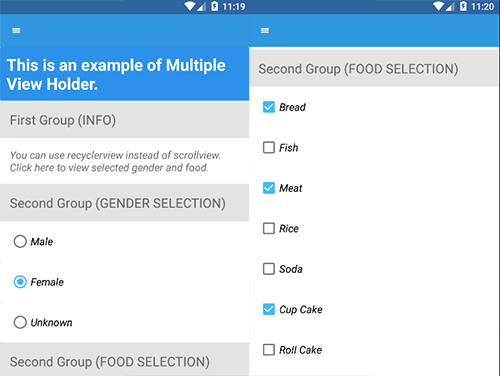 11:19
This is an example of Multiple
View Holder.
First Group (INFO)
You can use recyclerview instead of scrollview.
Click here to view selected gender and food.
Second Group (GENDER SELECTION)
Male
Female
Unknown
Second Group (FOOD SELECTION)
11:20
Second Group (FOOD SELECTION)
Bread
Fish
Meat
Rice
Soda
Cup Cake
Roll Cake